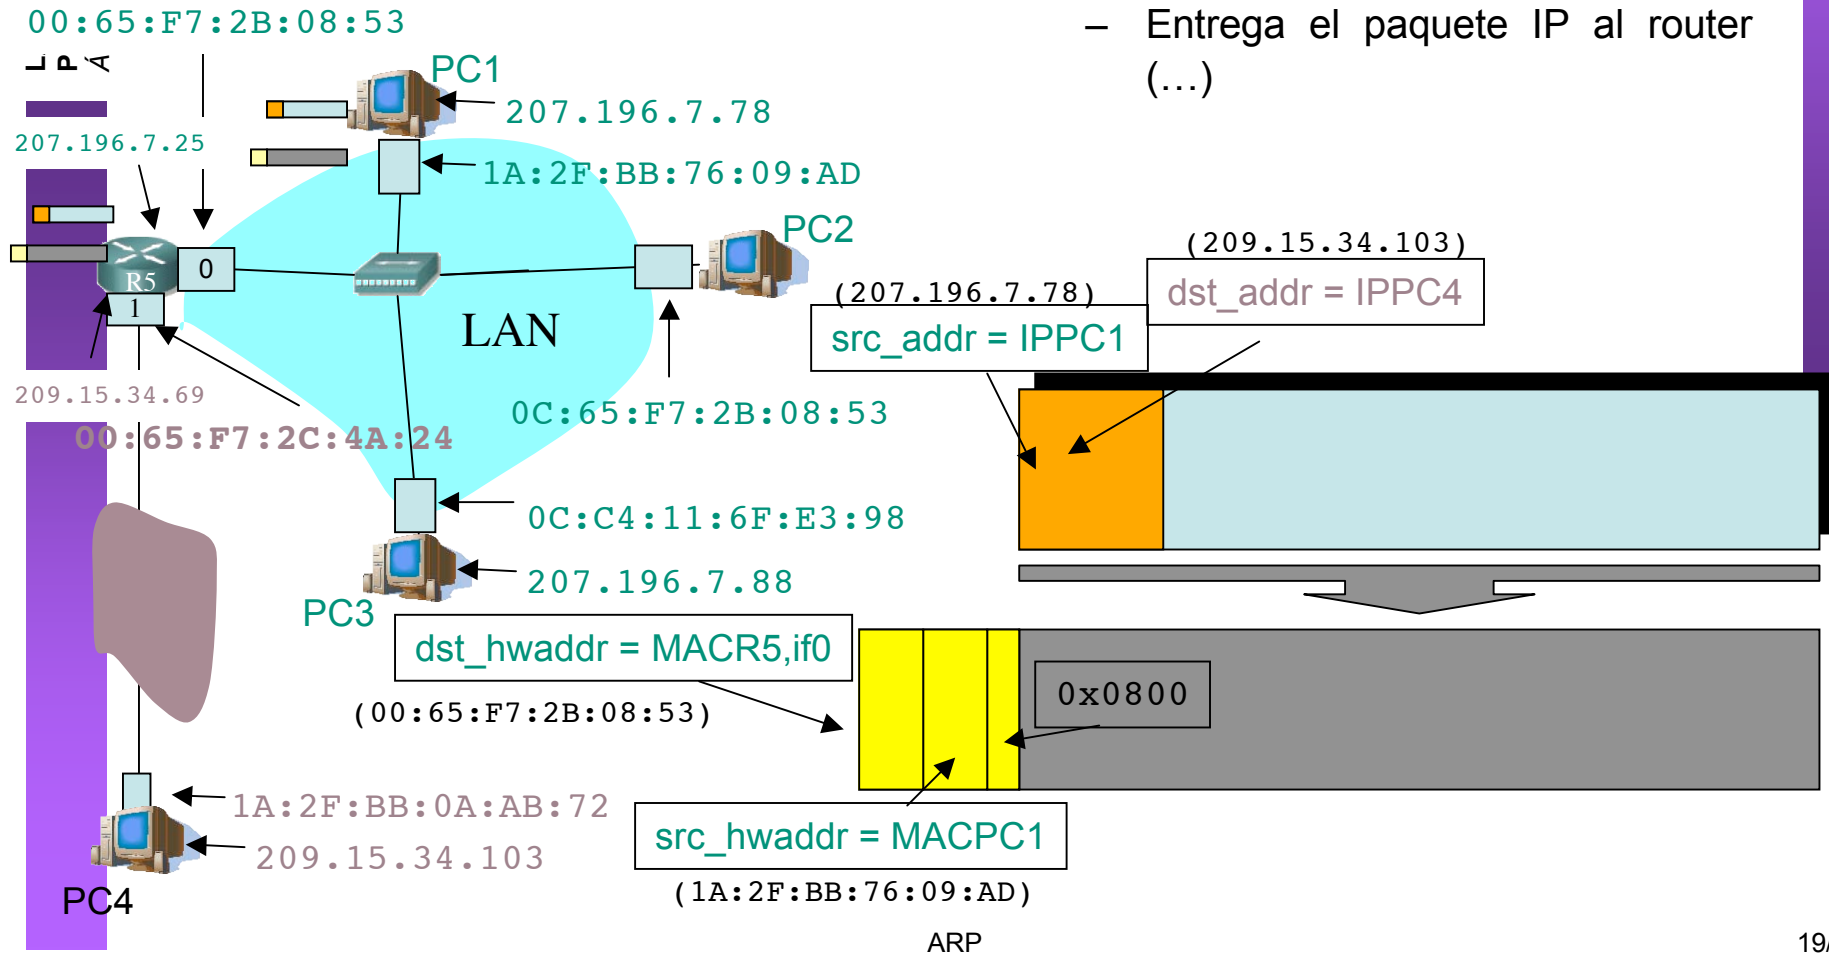 00:65:F7:2B:08:53
– Entrega el paquete IP al router
(...)
L
P
Á
PC1
207.196.7.78
207.196.7.25
1A:2F:BB:76:09:AD
PC2
(209.15.34.103)
dst_addr = IPPC4
(207.196.7.78)
src_addr = IPPC1
R5
0
1
LAN
209.15.34.69
0C:65:F7:2B:08:53
00:65:F7:2C:4A:24
0C:C4:11:6F:E3:98
207.196.7.88
PC3
dst_hwaddr = MACR5,if0
(00:65:F7:2B:08:53)
0x0800
1A:2F:BB:0A:AB:72
209.15.34.103
PC4
src_hwaddr = MACPC1
(1A:2F:BB:76:09:AD)
ARP
19/